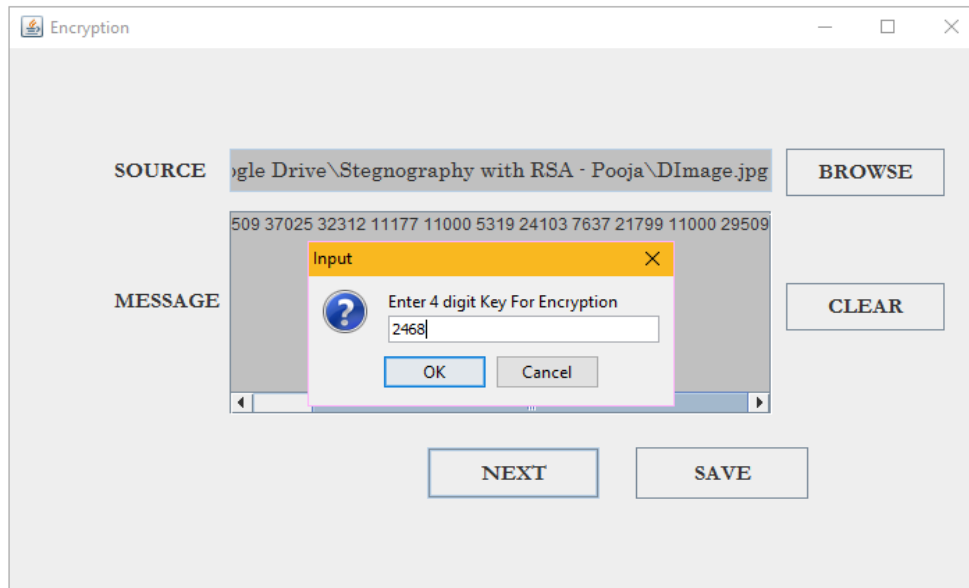 Encryption
SOURCE
ogle Drive\Stegnography with RSA - Pooja\DImage.jpg
BROWSE
509 37025 32312 11177 11000 5319 24103 7637 21799 11000 29509
Input
MESSAGE
Enter 4 digit Key For Encryption
2468
CLEAR
OK
Cancel
NEXT
SAVE